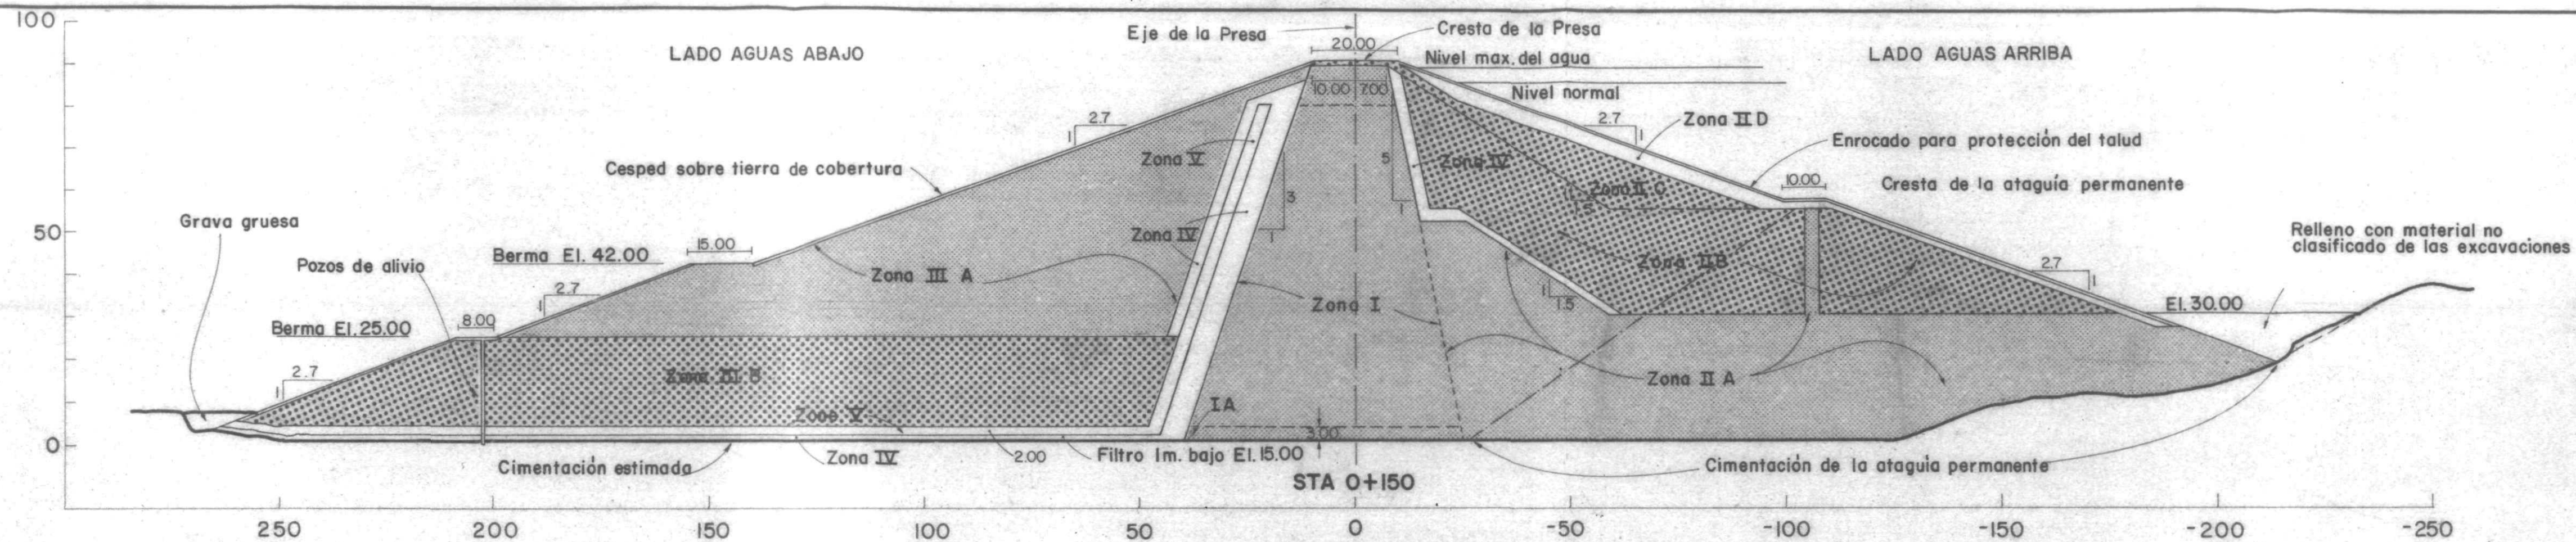 100
50
0
LADO AGUAS ABAJO
Eje de la Presa
Cresta de la Presa
20.00
Nivel max. del agua
LADO AGUAS ARRIBA
Nivel normal
10.00
7.00
2.7
1
Zona V
Cesped sobre tierra de cobertura
3
1
5
1
Zona IV
Zona IV
2.7
1
Zona II D
Enrocado para protección del talud
10.00
Cresta de la ataguía permanente
Zona II C
Relleno con material no
clasificado de las excavaciones
Grava gruesa
Pozos de alivio
Berma El. 42.00
15.00
Zona III A
Zona I
Zona II B
1
1.5
2.7
1
El. 30.00
2.7
1
8.00
Berma El. 25.00
2.7
1
Zona III B
Zona II A
Zona V
IA
3.00
Cimentación estimada
Zona IV
2.00
Filtro Im. bajo El. 15.00
Cimentación de la ataguía permanente
STA 0+150
250
200
150
100
50
0
-50
-100
-150
-200
-250